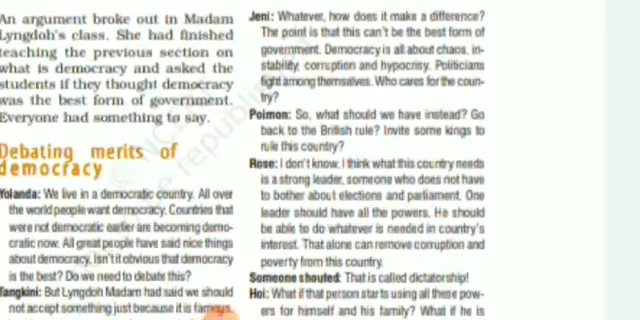 An argument broke out in Madam
Lyngdoh's class. She had finished
teaching the previous section on
what is democracy and asked the
students if they thought democracy
was the best form of government.
Everyone had something to say.
Debating merits of
democracy
Yolanda: We live in a democratic country. All over
the world people want democracy. Countries that
were not democratic earlier are becoming demo-
cratic now. All great people have said nice things
about democracy. Isn't it obvious that democracy
is the best? Do we need to debate this?
Tangkini: But Lyngdoh Madam had said we should
not accept something just because it is famous,
Jeni: Whatever, how does it make a difference?
The point is that this can't be the best form of
government. Democracy is all about chaos, in-
stability, corruption and hypocrisy. Politicians
fight among themselves. Who cares for the coun-
try?
Poimon: So, what should we have instead? Go
back to the British rule? Invite some kings to
rule this country?
Rose: I don't know. I think what this country needs
is a strong leader, someone who does not have
to bother about elections and parliament. One
leader should have all the powers. He should
be able to do whatever is needed in country's
interest. That alone can remove corruption and
poverty from this country.
Someone shouted: That is called dictatorship!
Hoi: What if that person starts using all these pow-
ers for himself and his family? What if he is